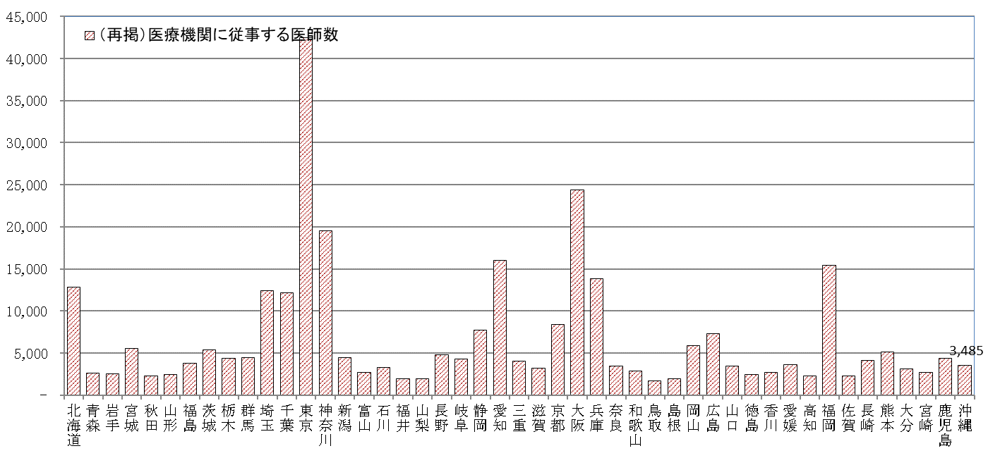 45,000
40,000
35,000
30,000
25,000
20,000
15,000
10,000
5,000
－
（再掲）医療機関に従事する医師数
3,485
北海道
青森
岩手
宮城
秋田
山形
福島
茨城
栃木
群馬
埼玉
千葉
東京
神奈川
新潟
富山
石川
福井
山梨
長野
岐阜
静岡
愛知
三重
滋賀
京都
大阪
兵庫
奈良
和歌山
鳥取
島根
岡山
広島
山口
徳島
香川
愛媛
高知
福岡
佐賀
長崎
熊本
大分
宮崎
鹿児島
沖縄